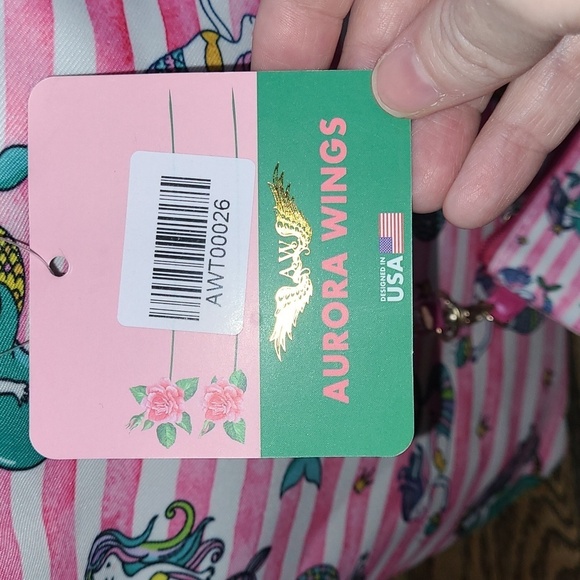 AWT00026
AW
AURORA WINGS
DESIGNED IN
USA